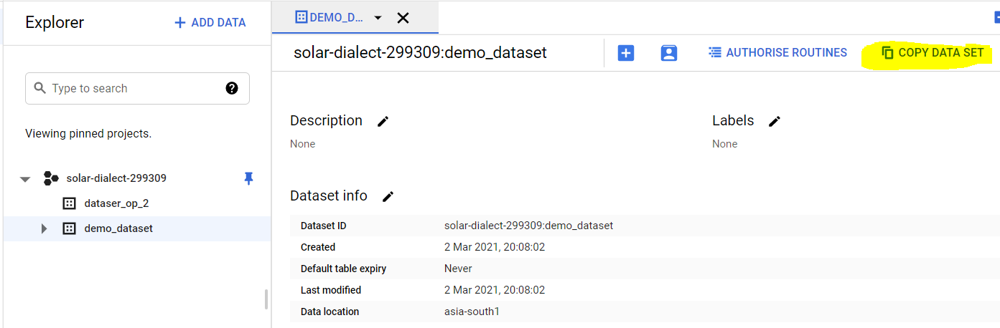 Explorer
ADD DATA
Type to search
Viewing pinned projects.
solar-dialect-299309
dataser_op_2
demo_dataset
DEMO_D...
solar-dialect-299309:demo_dataset
AUTHORISE ROUTINES
COPY DATA SET
Description
None
Labels
None
Dataset info
Dataset ID solar-dialect-299309:demo_dataset
Created 2 Mar 2021, 20:08:02
Default table expiry Never
Last modified 2 Mar 2021, 20:08:02
Data location asia-south1